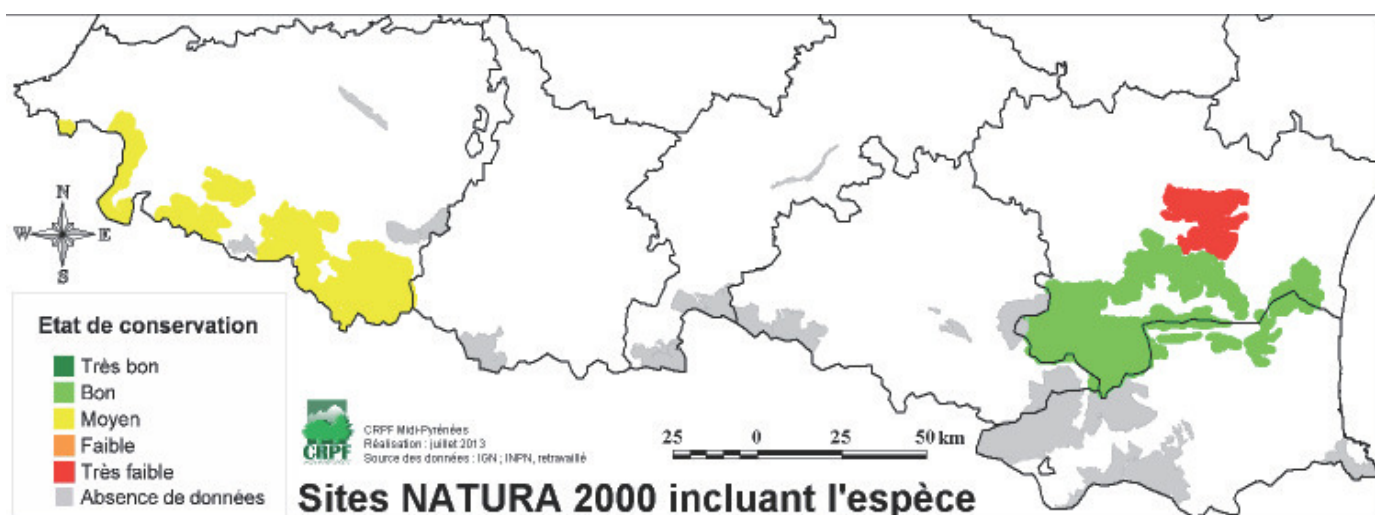 N
W E
S
Etat de conservation
Très bon
Bon
Moyen
Faible
Très faible
Absence de données
CRPF
CRPF Midi-Pyrénées
Réalisation : juillet 2013
Source des données : IGN ; INPN, retravaillé
25 0 25 50 km
Sites NATURA 2000 incluant l'espèce